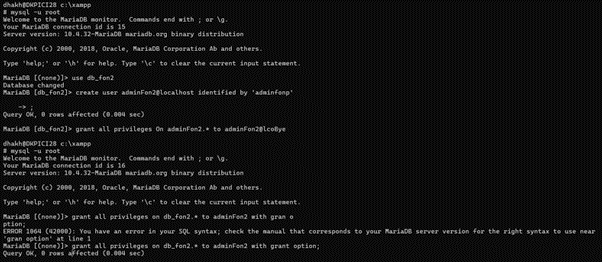 dhakh@DKPICI28 c:\xampp
# mysql -u root
Welcome to the MariaDB monitor.  Commands end with ; or \g.
Your MariaDB connection id is 15
Server version: 10.4.32-MariaDB mariadb.org binary distribution
Copyright (c) 2000, 2018, Oracle, MariaDB Corporation Ab and others.
Type 'help;' or '\h' for help. Type '\c' to clear the current input statement.
MariaDB [(none)]> use db_fon2
Database changed
MariaDB [db_fon2]> create user adminFon2@localhost identified by 'adminfonp'
    -> ;
Query OK, 0 rows affected (0.004 sec)
MariaDB [db_fon2]> grant all privileges On adminFon2.* to adminFon2@lcoBye
dhakh@DKPICI28 c:\xampp
# mysql -u root
Welcome to the MariaDB monitor.  Commands end with ; or \g.
Your MariaDB connection id is 16
Server version: 10.4.32-MariaDB mariadb.org binary distribution
Copyright (c) 2000, 2018, Oracle, MariaDB Corporation Ab and others.
Type 'help;' or '\h' for help. Type '\c' to clear the current input statement.
MariaDB [(none)]> grant all privileges on db_fon2.* to adminFon2 with gran o
ption;
ERROR 1064 (42000): You have an error in your SQL syntax; check the manual that corresponds to your MariaDB server version for the right syntax to use near
'gran option' at line 1
MariaDB [(none)]> grant all privileges on db_fon2.* to adminFon2 with grant option;
Query OK, 0 rows affected (0.004 sec)